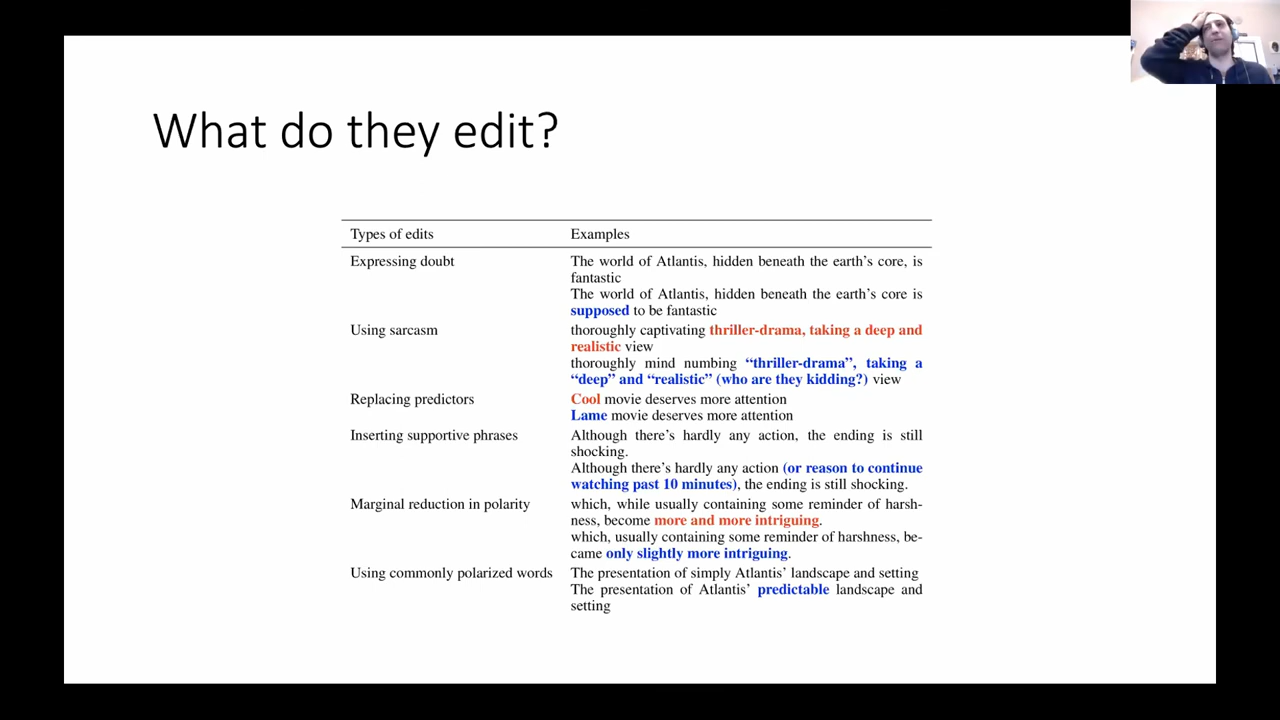 What do they edit?
Types of edits
Examples
Expressing doubt
The world of Atlantis, hidden beneath the earth's core, is
fantastic
The world of Atlantis, hidden beneath the earth's core is
supposed to be fantastic
Using sarcasm
thoroughly captivating thriller-drama, taking a deep and
realistic view
thoroughly mind numbing “thriller-drama”, taking a
“deep” and “realistic” (who are they kidding?) view
Replacing predictors
Cool movie deserves more attention
Lame movie deserves more attention
Inserting supportive phrases
Although there's hardly any action, the ending is still
shocking.
Although there's hardly any action (or reason to continue
watching past 10 minutes), the ending is still shocking.
Marginal reduction in polarity
which, while usually containing some reminder of harsh-
ness, become more and more intriguing.
which, usually containing some reminder of harshness, be-
came only slightly more intriguing.
Using commonly polarized words
The presentation of simply Atlantis' landscape and setting
The presentation of Atlantis' predictable landscape and
setting